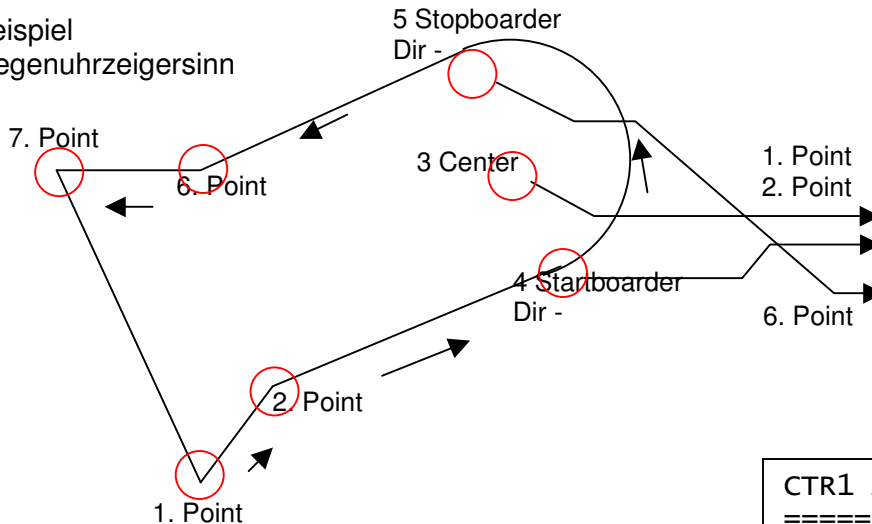 eispiel
egenuhrzeigersinn
5 Stopboarder
Dir -
7. Point
6. Point
3 Center
1. Point
2. Point
4 Startboarder
Dir -
6. Point
2. Point
1. Point
CTR1
=====